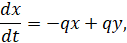 dx/dt = −qx + qy,